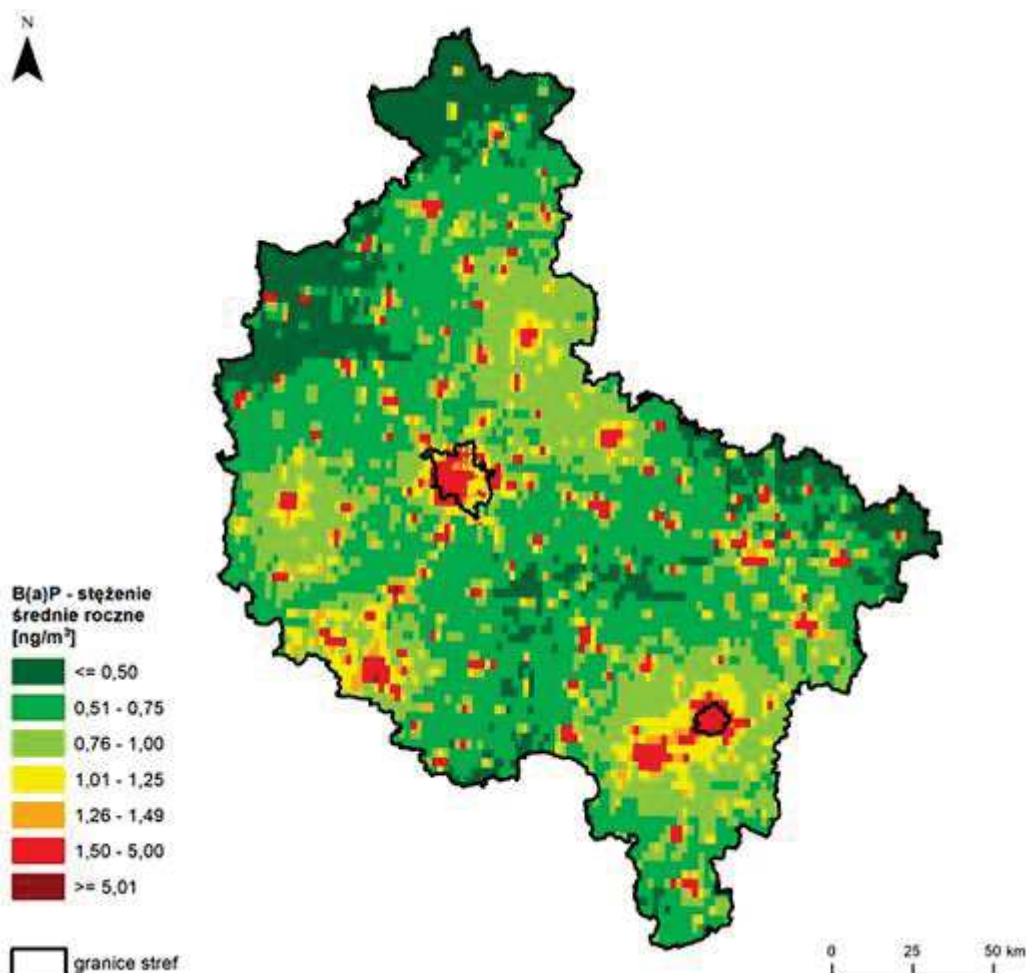 N
B(a)P - stężenie
średnie roczne
[ng/m³]
<= 0,50
0,51 - 0,75
0,76 - 1,00
1,01 - 1,25
1,26 - 1,49
1,50 - 5,00
>= 5,01
granice stref
0 25 50 km